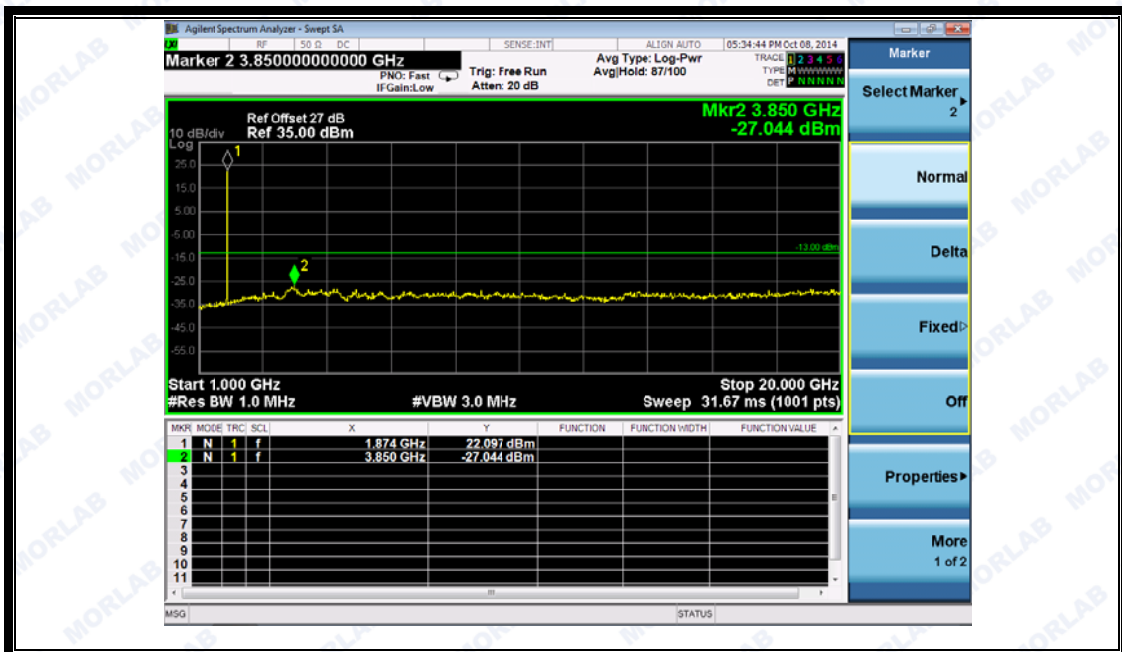 Agilent Spectrum Analyzer - Swept SA
LXI RF 50 Ω DC SENSE:INT ALIGN AUTO 05:34:44 PM Oct 08, 2014
Marker 2 3.850000000000 GHz
PNO: Fast
IFGain:Low
Trig: Free Run
Atten: 20 dB
Avg Type: Log-Pwr
Avg|Hold: 87/100
TRACE 1 2 3 4 5 6
TYPE M WWWWW
DET P N N N N N
Ref Offset 27 dB
10 dB/div Ref 35.00 dBm
Log
Mkr2 3.850 GHz
-27.044 dBm
1
25.0
15.0
5.00
-5.00
-13.00 dBm
-15.0
2
-25.0
-35.0
-45.0
-55.0
Start 1.000 GHz Stop 20.000 GHz
#Res BW 1.0 MHz #VBW 3.0 MHz Sweep 31.67 ms (1001 pts)
MKR MODE TRC SCL X Y FUNCTION FUNCTION WIDTH FUNCTION VALUE
1 N 1 f 1.874 GHz 22.097 dBm
2 N 1 f 3.850 GHz -27.044 dBm
3
4
5
6
7
8
9
10
11
MSG STATUS
Marker
Select Marker
2
Normal
Delta
Fixed
Off
Properties
More
1 of 2
MORLAB